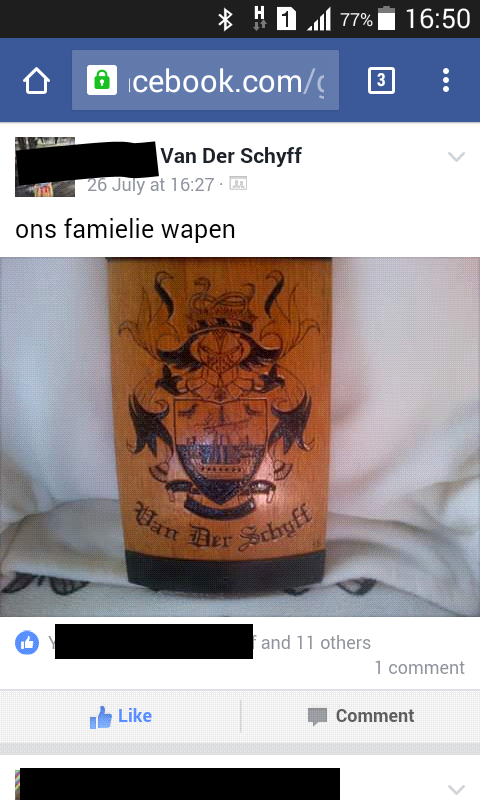 H 1 77% 16:50
cebook.com/g
3
Van Der Schyff
26 July at 16:27 ·
ons famielie wapen
Van Der Schyff
and 11 others
1 comment
Like Comment